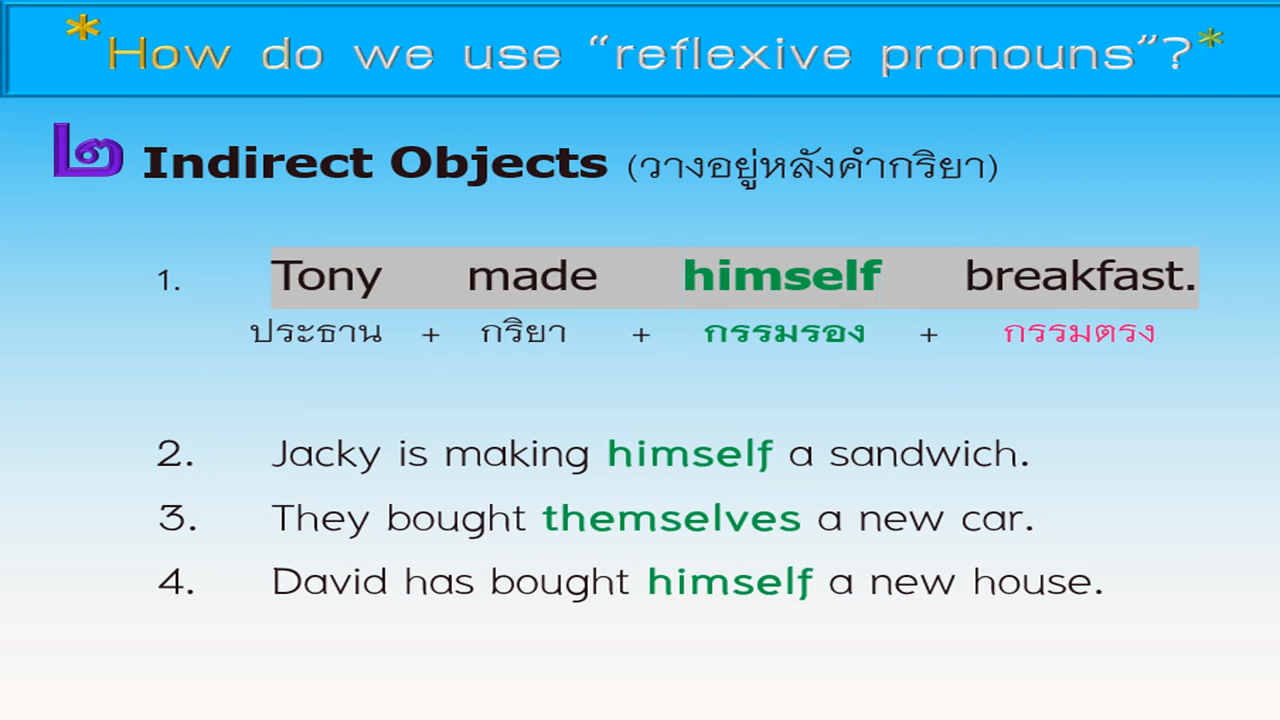 *How do we use “reflexive pronouns”?*
๒ Indirect Objects (วางอยู่หลังคำกริยา)
1. Tony made himself breakfast.
ประธาน + กริยา + กรรมรอง + กรรมตรง
2. Jacky is making himself a sandwich.
3. They bought themselves a new car.
4. David has bought himself a new house.